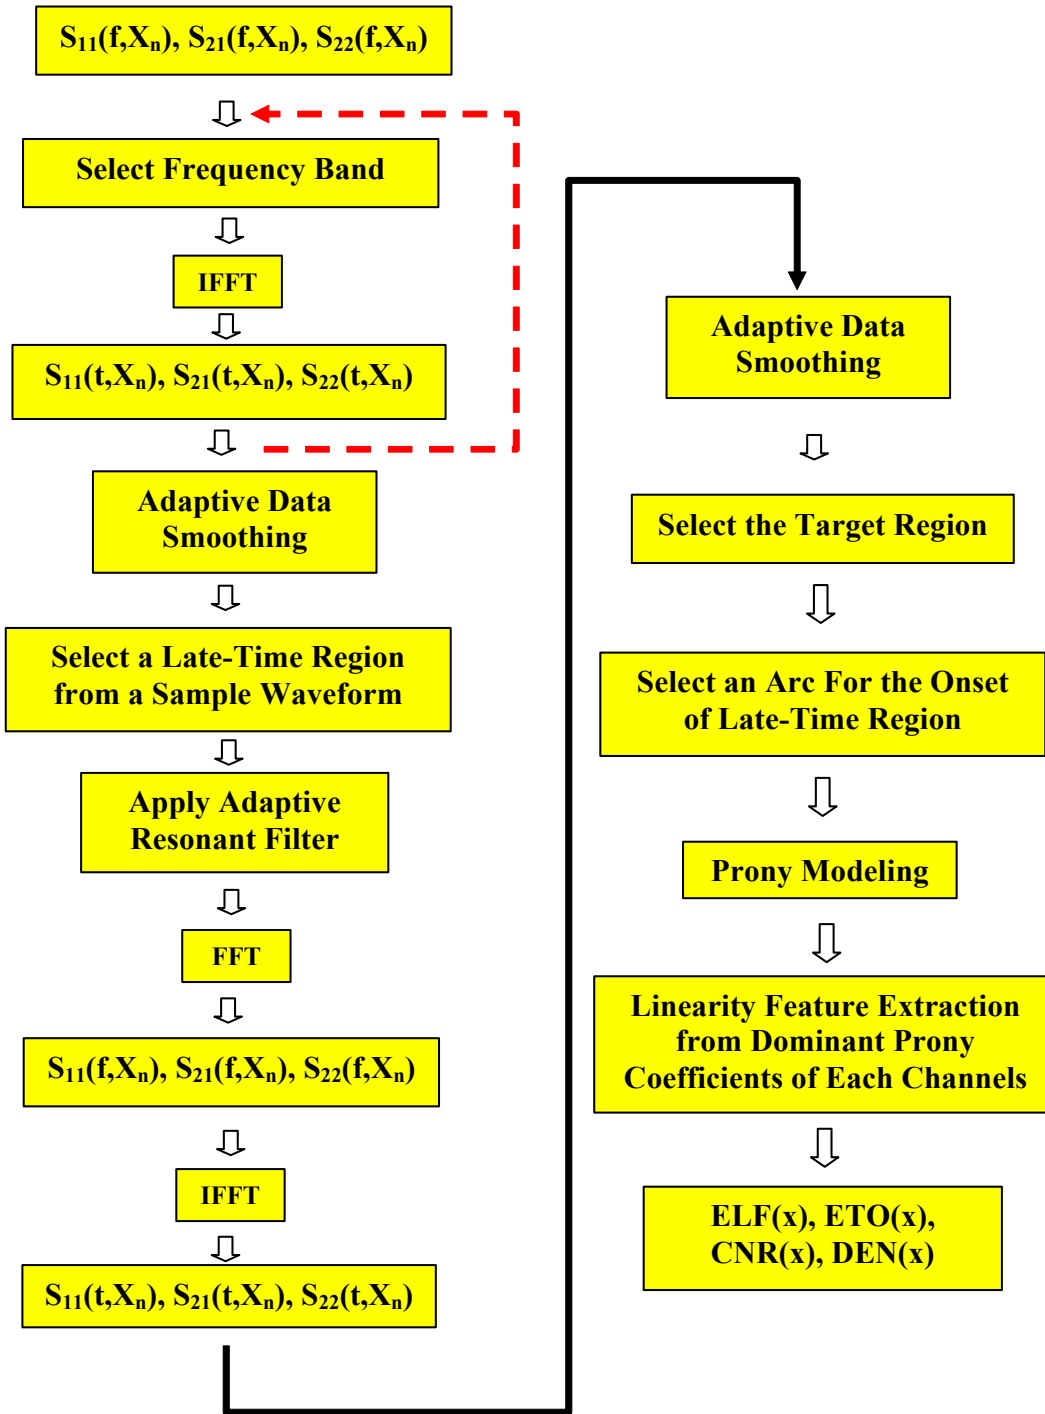 S₁₁(f,Xₙ), S₂₁(f,Xₙ), S₂₂(f,Xₙ)
Select Frequency Band
IFFT
S₁₁(t,Xₙ), S₂₁(t,Xₙ), S₂₂(t,Xₙ)
Adaptive Data
Smoothing
Select a Late-Time Region
from a Sample Waveform
Apply Adaptive
Resonant Filter
FFT
S₁₁(f,Xₙ), S₂₁(f,Xₙ), S₂₂(f,Xₙ)
IFFT
S₁₁(t,Xₙ), S₂₁(t,Xₙ), S₂₂(t,Xₙ)
Adaptive Data
Smoothing
Select the Target Region
Select an Arc For the Onset
of Late-Time Region
Prony Modeling
Linearity Feature Extraction
from Dominant Prony
Coefficients of Each Channels
ELF(x), ETO(x),
CNR(x), DEN(x)